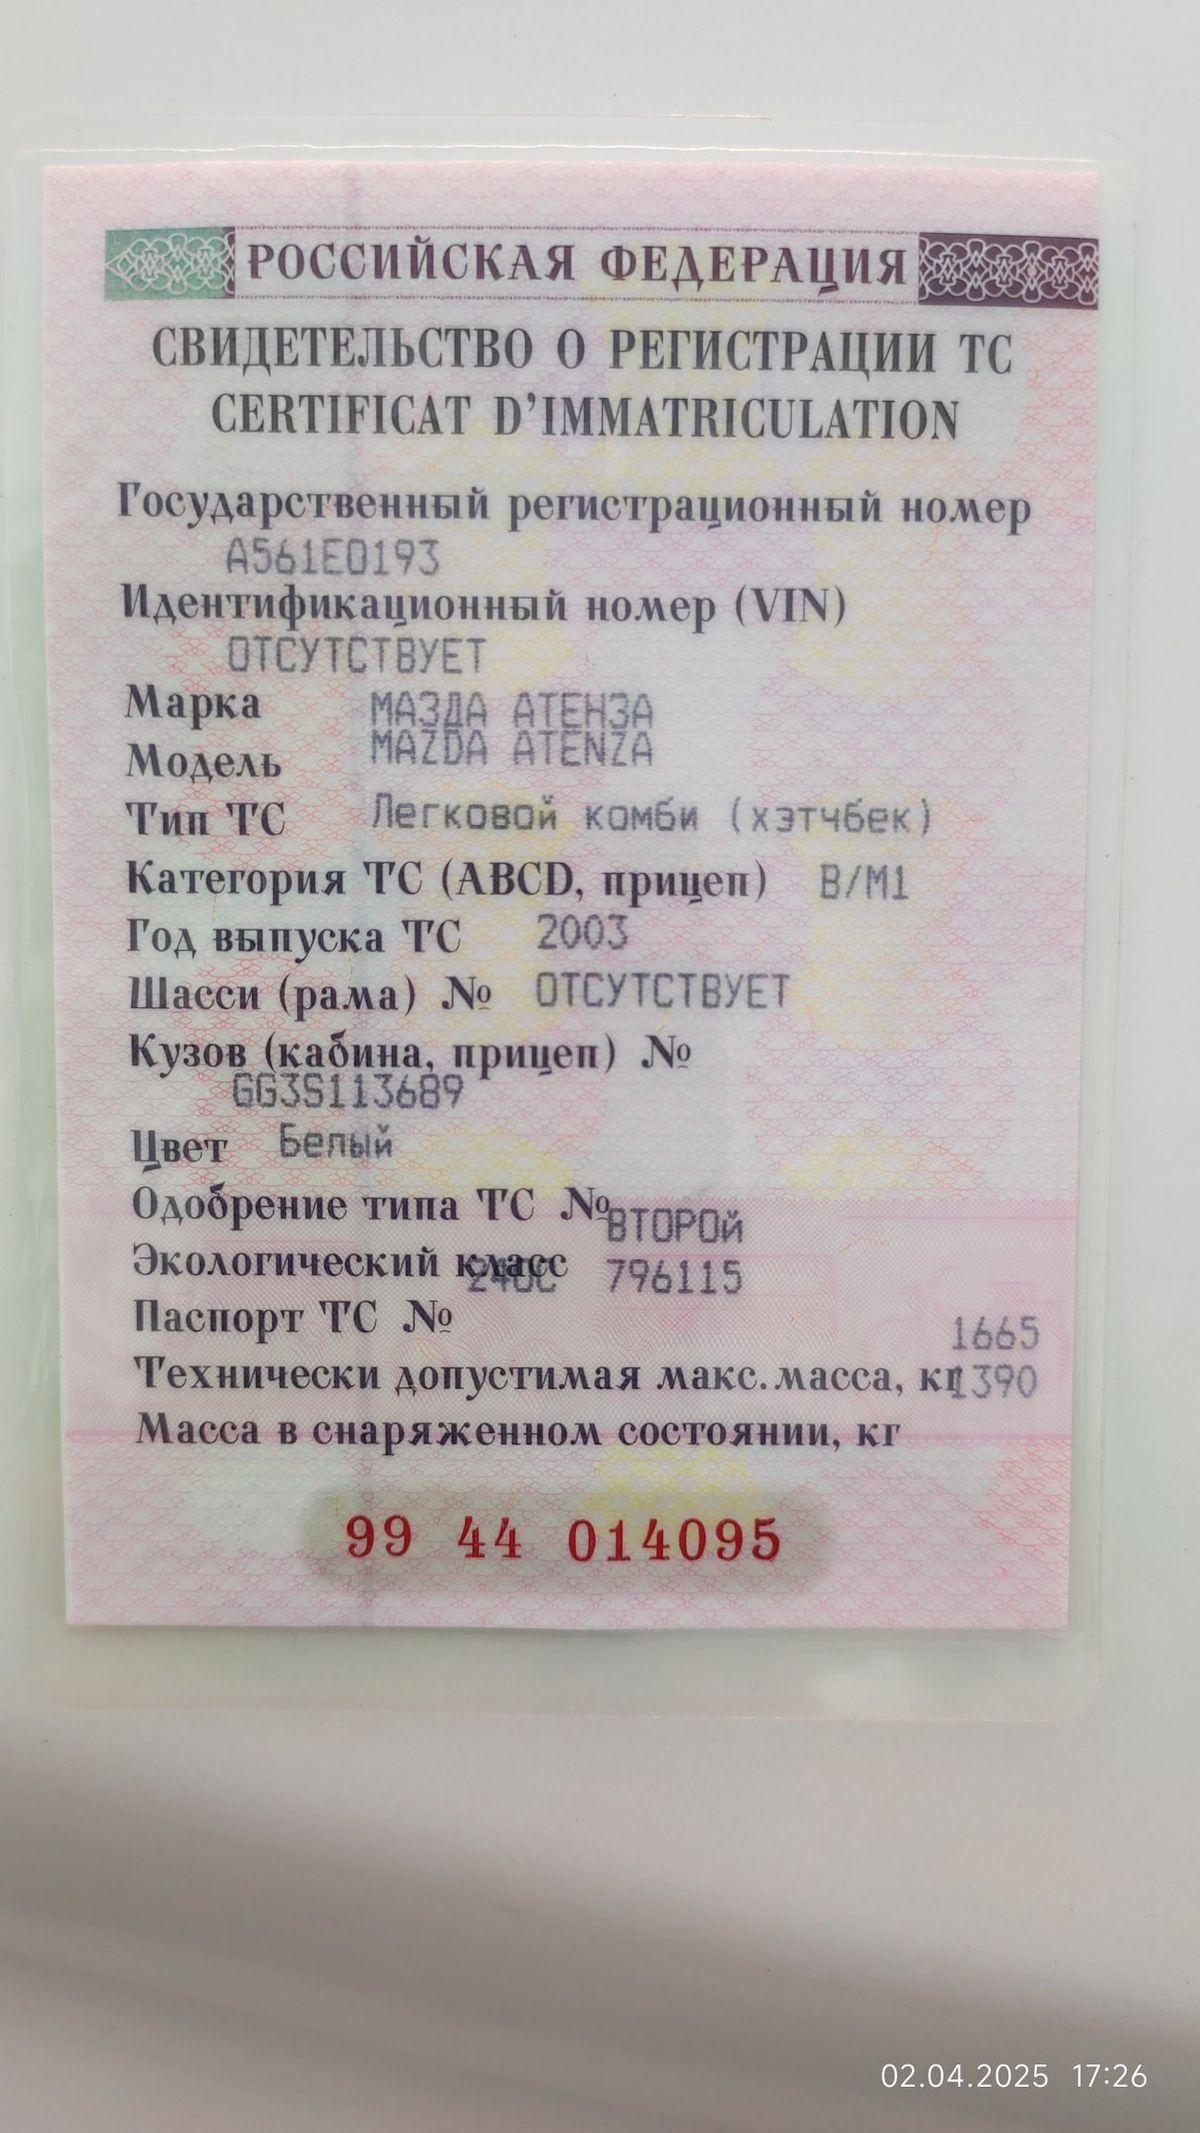 РОССИЙСКАЯ ФЕДЕРАЦИЯ
СВИДЕТЕЛЬСТВО О РЕГИСТРАЦИИ ТС
CERTIFICAT D'IMMATRICULATION
Государственный регистрационный номер
А561ЕО193
Идентификационный номер (VIN)
ОТСУТСТВУЕТ
Марка МАЗДА АТЕНЗА
Модель MAZDA ATENZA
Тип ТС Легковой комби (хэтчбек)
Категория ТС (ABCD, прицеп) B/M1
Год выпуска ТС 2003
Шасси (рама) № ОТСУТСТВУЕТ
Кузов (кабина, прицеп) №
GG3S113689
Цвет Белый
Одобрение типа ТС №
ВТОРОй
Экологический класс
796115
Паспорт ТС №
1665
Технически допустимая макс. масса, кг
1390
Масса в снаряженном состоянии, кг
99 44 014095
02.04.2025 17:26